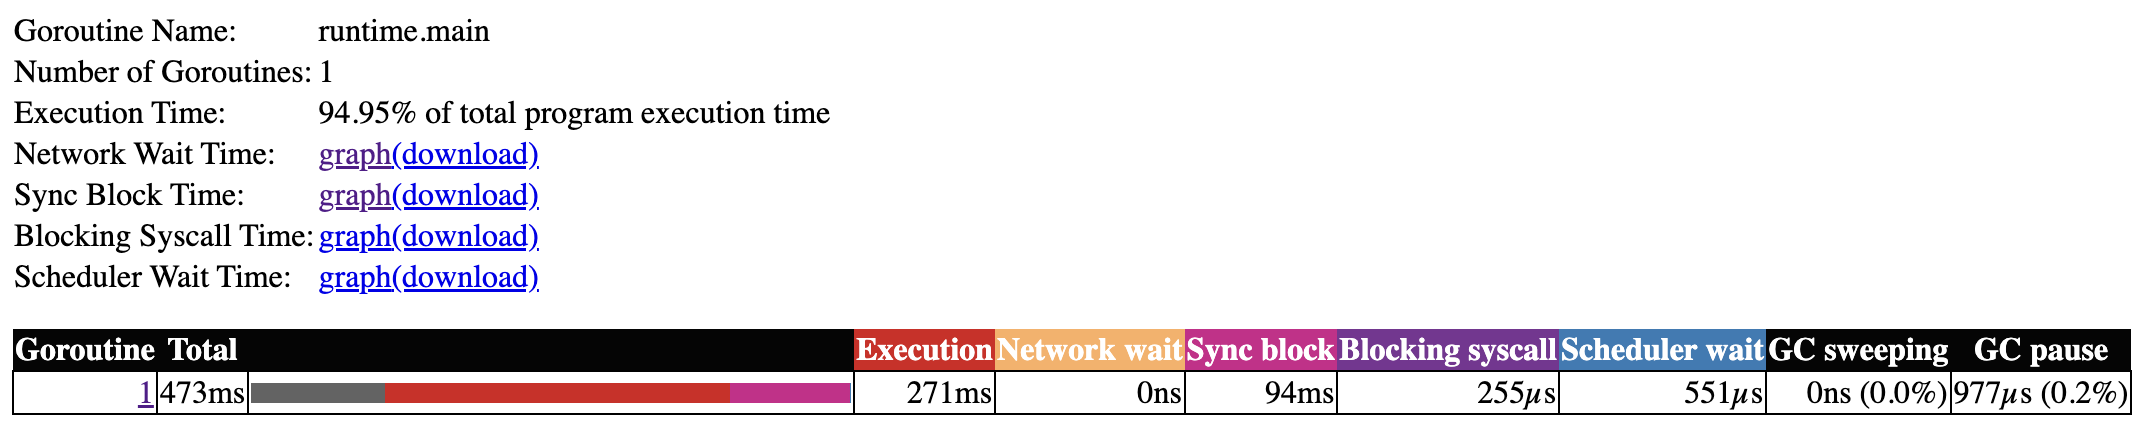 Goroutine Name: runtime.main
Number of Goroutines: 1
Execution Time: 94.95% of total program execution time
Network Wait Time: graph(download)
Sync Block Time: graph(download)
Blocking Syscall Time: graph(download)
Scheduler Wait Time: graph(download)
Goroutine Total Execution Network wait Sync block Blocking syscall Scheduler wait GC sweeping GC pause
1 473ms 271ms 0ns 94ms 255µs 551µs 0ns (0.0%) 977µs (0.2%)